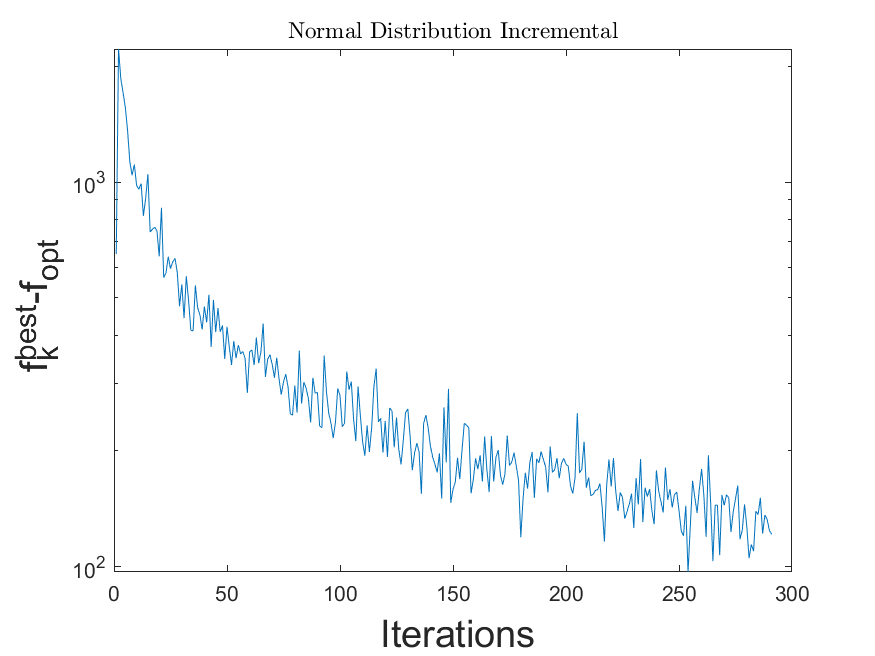 Normal Distribution Incremental
f_k^best-f_opt
10^3
10^2
0 50 100 150 200 250 300
Iterations